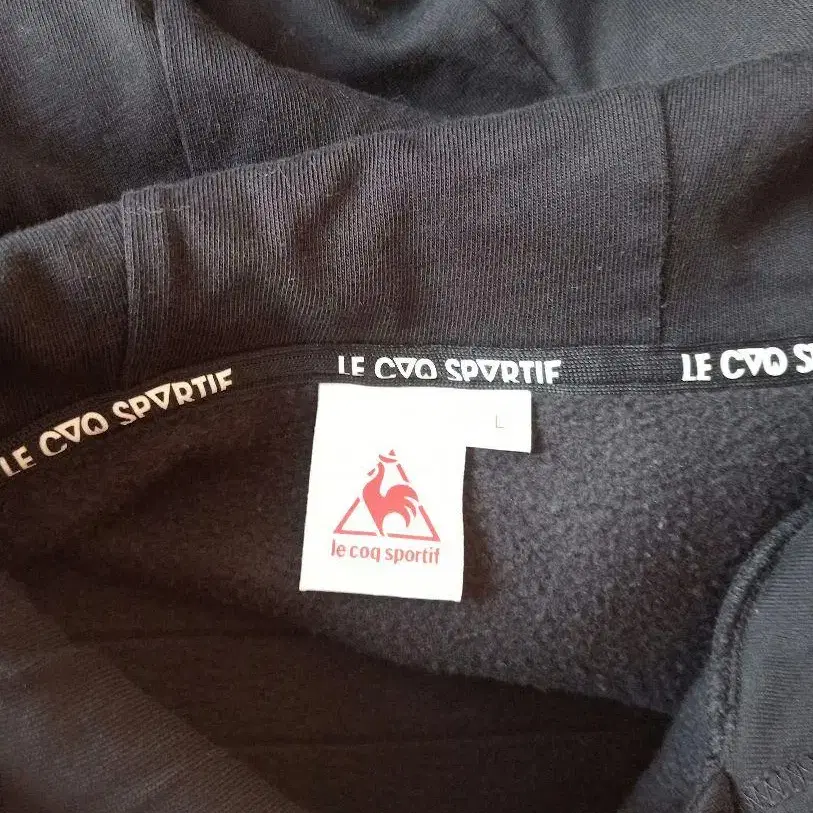 LE COQ SPORTIF
LE COQ SPORTIF
LE COQ S
L
le coq sportif